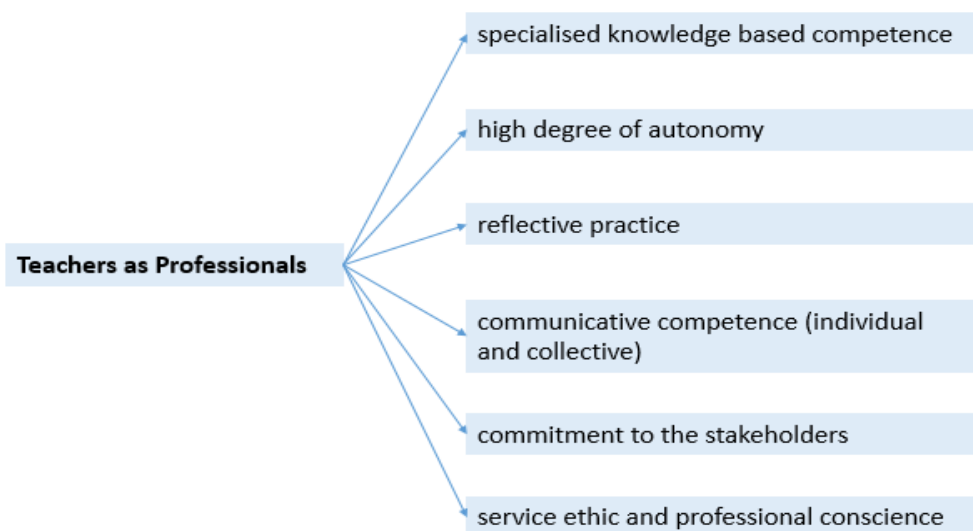 specialised knowledge based competence
high degree of autonomy
reflective practice
Teachers as Professionals
communicative competence (individual
and collective)
commitment to the stakeholders
service ethic and professional conscience